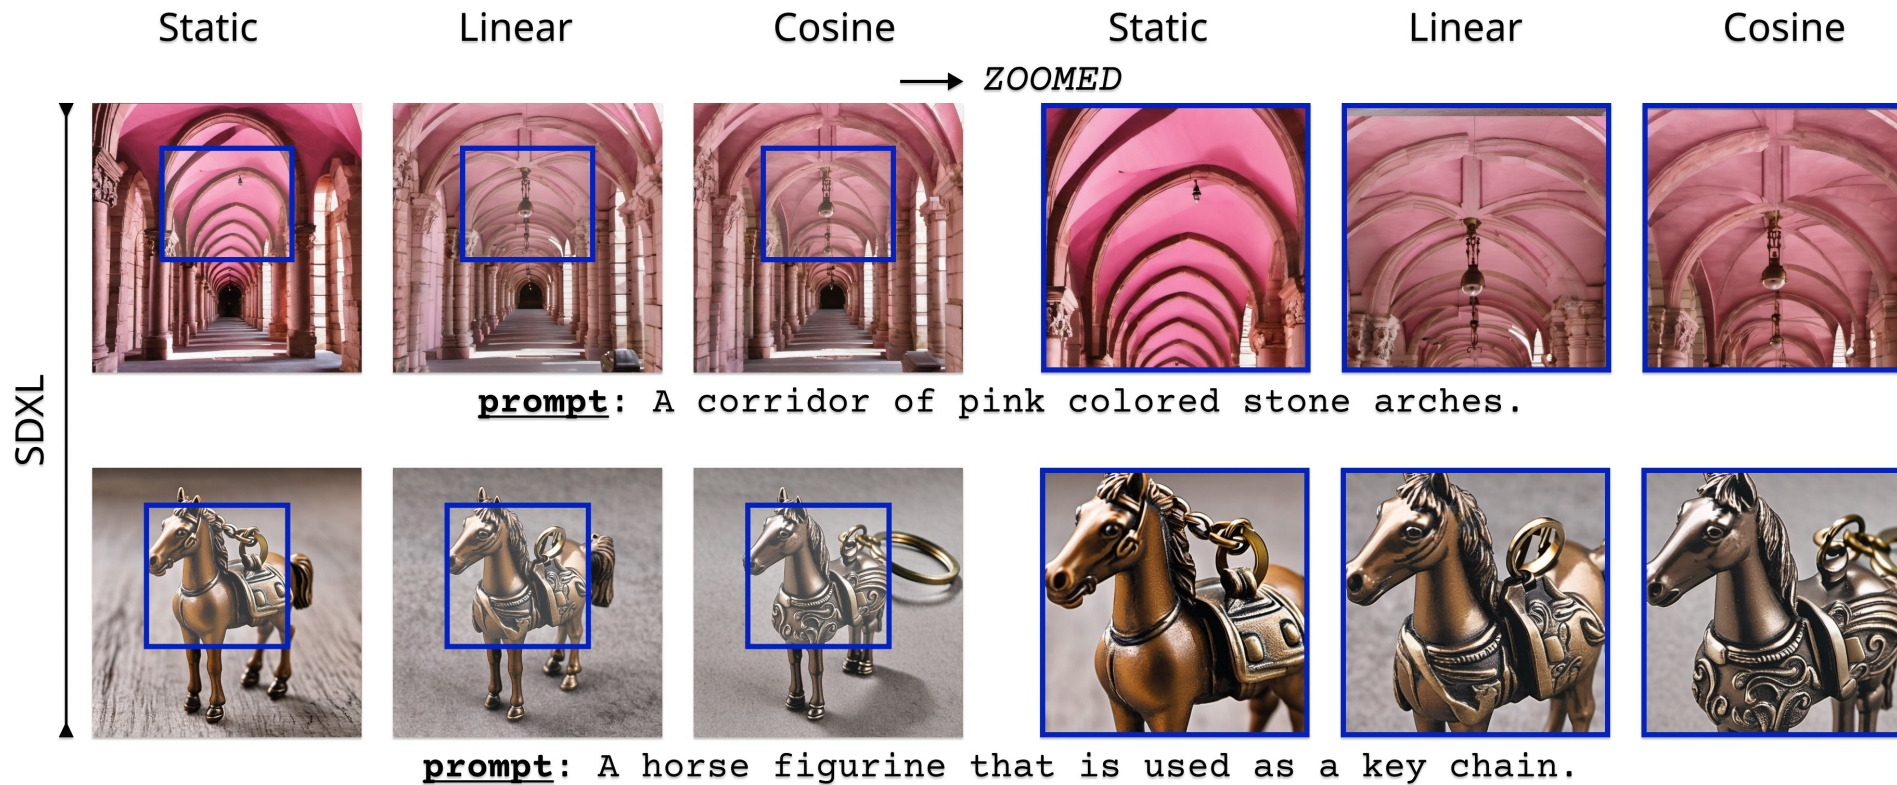 Static Linear Cosine Static Linear Cosine
ZOOMED
SDXL
prompt: A corridor of pink colored stone arches.
prompt: A horse figurine that is used as a key chain.